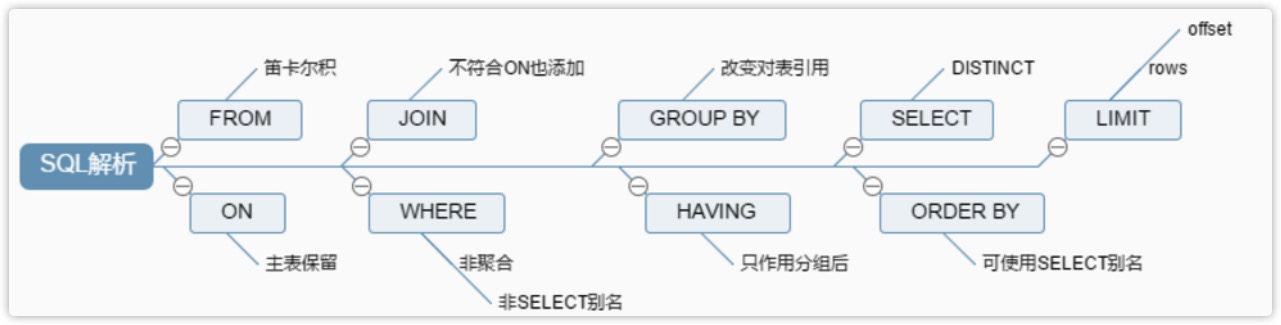 offset
笛卡尔积
不符合ON也添加
改变对表引用
DISTINCT
rows
FROM
JOIN
GROUP BY
SELECT
LIMIT
SQL解析
ON
WHERE
HAVING
ORDER BY
主表保留
非聚合
只作用分组后
可使用SELECT别名
非SELECT别名